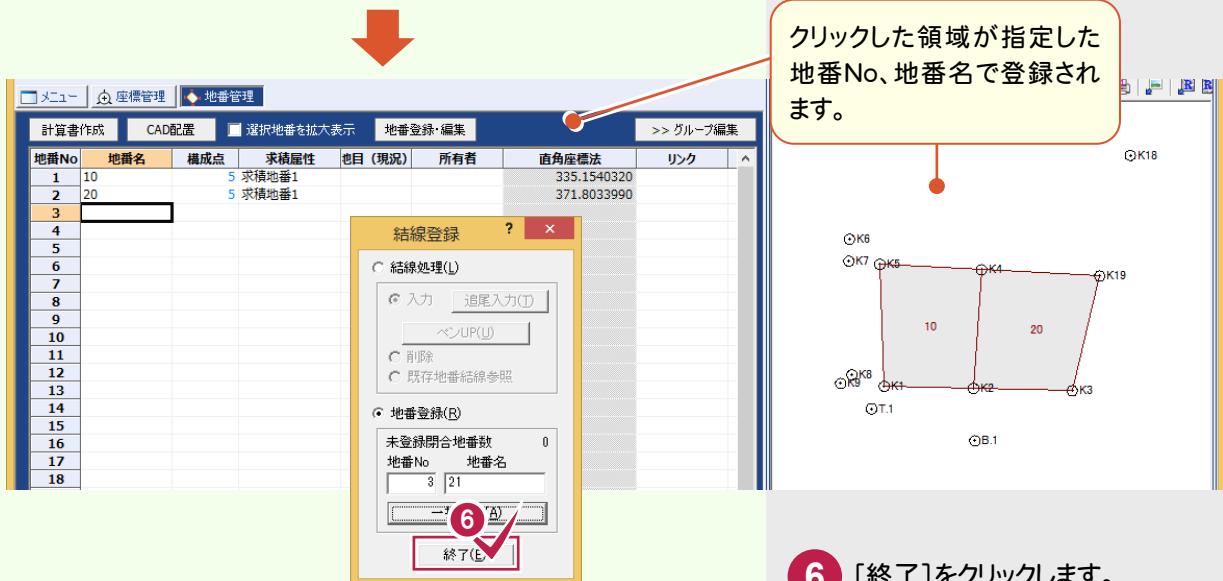 クリックした領域が指定した
地番No、地番名で登録され
ます。
メニュー 座標管理 地番管理
計算書作成 CAD配置 選択地番を拡大表示 地番登録・編集 >> グループ編集
地番No 地番名 構成点 求積属性 地目（現況） 所有者 直角座標法 リンク
1 10 5 求積地番1 335.1540320
2 20 5 求積地番1 371.8033990
3
4
5
6
7
8
9
10
11
12
13
14
15
16
17
18
結線登録 ? ×
結線処理(L)
入力 追尾入力(T)
ペンUP(U)
削除
既存地番結線参照
地番登録(R)
未登録閉合地番数 0
地番No 地番名
3 21
(A)
6
終了(E)
K18
K6
K7 K5 K4 K19
10 20
K8
K9 K1 K2 K3
T.1
B.1
6 [終了]をクリックします。